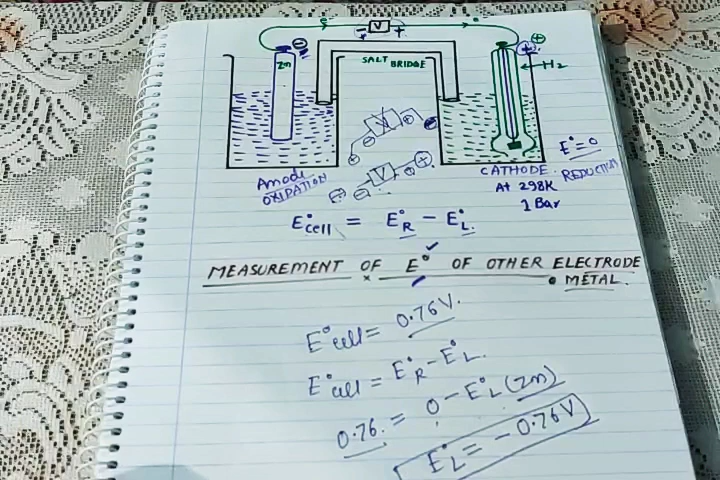 e⁻ V e⁻
- +
⊖ ⊕
+
Zn
SALT BRIDGE
H₂
V
⊖ ⊕
V
⊖ ⊖ ⊕
Anode
OXIDATION
CATHODE
REDUCTION
E° = 0
At 298K
1 Bar
E°cell = E°R - E°L.
MEASUREMENT OF E° OF OTHER ELECTRODE
METAL.
E°cell = 0.76V.
E°cell = E°R - E°L.
0.76. = 0 - E°L (Zn)
E°L = - 0.76V